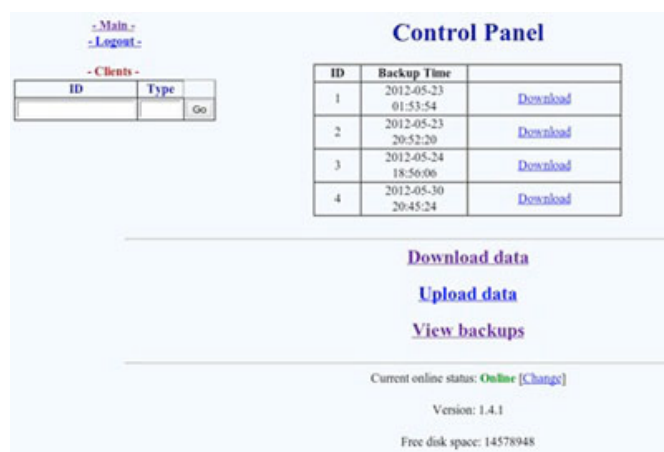 - Main -
- Logout -
- Clients -
ID Type
Go
Control Panel
ID Backup Time
1 2012-05-23 01:53:54 Download
2 2012-05-23 20:52:20 Download
3 2012-05-24 18:56:06 Download
4 2012-05-30 20:45:24 Download
Download data
Upload data
View backups
Current online status: Online [Change]
Version: 1.4.1
Free disk space: 14578948